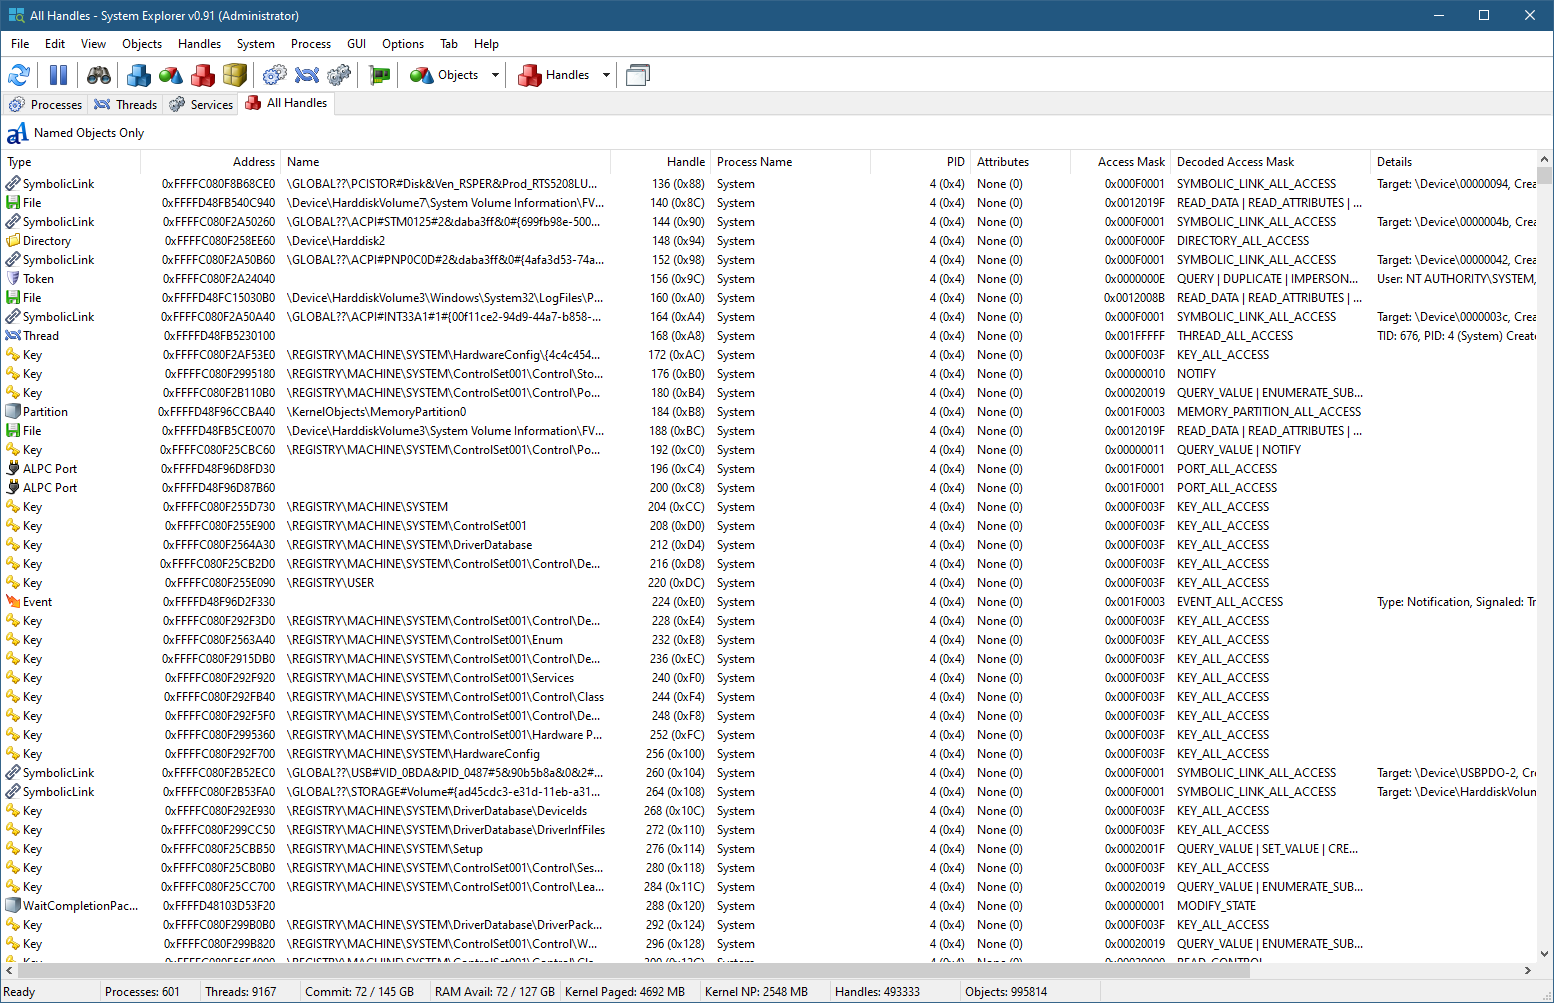 All Handles - System Explorer v0.91 (Administrator)
File Edit View Objects Handles System Process GUI Options Tab Help
Objects Handles
Processes Threads Services All Handles
aA Named Objects Only
Type Address Name Handle Process Name PID Attributes Access Mask Decoded Access Mask Details
SymbolicLink 0xFFFFC080F8B68CE0 \GLOBAL??\PCISTOR#Disk&Ven_RSPER&Prod_RTS5208LU... 136 (0x88) System 4 (0x4) None (0) 0x000F0001 SYMBOLIC_LINK_ALL_ACCESS Target: \Device\00000094, Crea
File 0xFFFFD48FB540C940 \Device\HarddiskVolume7\System Volume Information\FV... 140 (0x8C) System 4 (0x4) None (0) 0x0012019F READ_DATA | READ_ATTRIBUTES | ...
SymbolicLink 0xFFFFC080F2A50260 \GLOBAL??\ACPI#STM0125#2&daba3ff&0#{699fb98e-500... 144 (0x90) System 4 (0x4) None (0) 0x000F0001 SYMBOLIC_LINK_ALL_ACCESS Target: \Device\0000004b, Crea
Directory 0xFFFFC080F258EE60 \Device\Harddisk2 148 (0x94) System 4 (0x4) None (0) 0x000F000F DIRECTORY_ALL_ACCESS
SymbolicLink 0xFFFFC080F2A50B60 \GLOBAL??\ACPI#PNP0C0D#2&daba3ff&0#{4afa3d53-74a... 152 (0x98) System 4 (0x4) None (0) 0x000F0001 SYMBOLIC_LINK_ALL_ACCESS Target: \Device\00000042, Crea
Token 0xFFFFC080F2A24040 156 (0x9C) System 4 (0x4) None (0) 0x0000000E QUERY | DUPLICATE | IMPERSON... User: NT AUTHORITY\SYSTEM,
File 0xFFFFD48FC15030B0 \Device\HarddiskVolume3\Windows\System32\LogFiles\P... 160 (0xA0) System 4 (0x4) None (0) 0x0012008B READ_DATA | READ_ATTRIBUTES | ...
SymbolicLink 0xFFFFC080F2A50A40 \GLOBAL??\ACPI#INT33A1#1#{00f11ce2-94d9-44a7-b858-... 164 (0xA4) System 4 (0x4) None (0) 0x000F0001 SYMBOLIC_LINK_ALL_ACCESS Target: \Device\0000003c, Crea
Thread 0xFFFFD48FB5230100 168 (0xA8) System 4 (0x4) None (0) 0x001FFFFF THREAD_ALL_ACCESS TID: 676, PID: 4 (System) Create
Key 0xFFFFC080F2AF53E0 \REGISTRY\MACHINE\SYSTEM\HardwareConfig\{4c4c454... 172 (0xAC) System 4 (0x4) None (0) 0x000F003F KEY_ALL_ACCESS
Key 0xFFFFC080F2995180 \REGISTRY\MACHINE\SYSTEM\ControlSet001\Control\Sto... 176 (0xB0) System 4 (0x4) None (0) 0x00000010 NOTIFY
Key 0xFFFFC080F2B110B0 \REGISTRY\MACHINE\SYSTEM\ControlSet001\Control\Po... 180 (0xB4) System 4 (0x4) None (0) 0x00020019 QUERY_VALUE | ENUMERATE_SUB...
Partition 0xFFFFD48F96CCBA40 \KernelObjects\MemoryPartition0 184 (0xB8) System 4 (0x4) None (0) 0x001F0003 MEMORY_PARTITION_ALL_ACCESS
File 0xFFFFD48FB5CE0070 \Device\HarddiskVolume3\System Volume Information\FV... 188 (0xBC) System 4 (0x4) None (0) 0x0012019F READ_DATA | READ_ATTRIBUTES | ...
Key 0xFFFFC080F25CBC60 \REGISTRY\MACHINE\SYSTEM\ControlSet001\Control\Po... 192 (0xC0) System 4 (0x4) None (0) 0x00000011 QUERY_VALUE | NOTIFY
ALPC Port 0xFFFFD48F96D8FD30 196 (0xC4) System 4 (0x4) None (0) 0x001F0001 PORT_ALL_ACCESS
ALPC Port 0xFFFFD48F96D87B60 200 (0xC8) System 4 (0x4) None (0) 0x001F0001 PORT_ALL_ACCESS
Key 0xFFFFC080F255D730 \REGISTRY\MACHINE\SYSTEM 204 (0xCC) System 4 (0x4) None (0) 0x000F003F KEY_ALL_ACCESS
Key 0xFFFFC080F255E900 \REGISTRY\MACHINE\SYSTEM\ControlSet001 208 (0xD0) System 4 (0x4) None (0) 0x000F003F KEY_ALL_ACCESS
Key 0xFFFFC080F2564A30 \REGISTRY\MACHINE\SYSTEM\DriverDatabase 212 (0xD4) System 4 (0x4) None (0) 0x000F003F KEY_ALL_ACCESS
Key 0xFFFFC080F25CB2D0 \REGISTRY\MACHINE\SYSTEM\ControlSet001\Control\De... 216 (0xD8) System 4 (0x4) None (0) 0x000F003F KEY_ALL_ACCESS
Key 0xFFFFC080F255E090 \REGISTRY\USER 220 (0xDC) System 4 (0x4) None (0) 0x000F003F KEY_ALL_ACCESS
Event 0xFFFFD48F96D2F330 224 (0xE0) System 4 (0x4) None (0) 0x001F0003 EVENT_ALL_ACCESS Type: Notification, Signaled: Tr
Key 0xFFFFC080F292F3D0 \REGISTRY\MACHINE\SYSTEM\ControlSet001\Control\De... 228 (0xE4) System 4 (0x4) None (0) 0x000F003F KEY_ALL_ACCESS
Key 0xFFFFC080F2563A40 \REGISTRY\MACHINE\SYSTEM\ControlSet001\Enum 232 (0xE8) System 4 (0x4) None (0) 0x000F003F KEY_ALL_ACCESS
Key 0xFFFFC080F2915DB0 \REGISTRY\MACHINE\SYSTEM\ControlSet001\Control\De... 236 (0xEC) System 4 (0x4) None (0) 0x000F003F KEY_ALL_ACCESS
Key 0xFFFFC080F292F920 \REGISTRY\MACHINE\SYSTEM\ControlSet001\Services 240 (0xF0) System 4 (0x4) None (0) 0x000F003F KEY_ALL_ACCESS
Key 0xFFFFC080F292FB40 \REGISTRY\MACHINE\SYSTEM\ControlSet001\Control\Class 244 (0xF4) System 4 (0x4) None (0) 0x000F003F KEY_ALL_ACCESS
Key 0xFFFFC080F292F5F0 \REGISTRY\MACHINE\SYSTEM\ControlSet001\Control\De... 248 (0xF8) System 4 (0x4) None (0) 0x000F003F KEY_ALL_ACCESS
Key 0xFFFFC080F2995360 \REGISTRY\MACHINE\SYSTEM\ControlSet001\Hardware P... 252 (0xFC) System 4 (0x4) None (0) 0x000F003F KEY_ALL_ACCESS
Key 0xFFFFC080F292F700 \REGISTRY\MACHINE\SYSTEM\HardwareConfig 256 (0x100) System 4 (0x4) None (0) 0x000F003F KEY_ALL_ACCESS
SymbolicLink 0xFFFFC080F2B52EC0 \GLOBAL??\USB#VID_0BDA&PID_0487#5&90b5b8a&0&2#... 260 (0x104) System 4 (0x4) None (0) 0x000F0001 SYMBOLIC_LINK_ALL_ACCESS Target: \Device\USBPDO-2, Cr
SymbolicLink 0xFFFFC080F2B53FA0 \GLOBAL??\STORAGE#Volume#{ad45cdc3-e31d-11eb-a31... 264 (0x108) System 4 (0x4) None (0) 0x000F0001 SYMBOLIC_LINK_ALL_ACCESS Target: \Device\HarddiskVolun
Key 0xFFFFC080F292E930 \REGISTRY\MACHINE\SYSTEM\DriverDatabase\DeviceIds 268 (0x10C) System 4 (0x4) None (0) 0x000F003F KEY_ALL_ACCESS
Key 0xFFFFC080F299CC50 \REGISTRY\MACHINE\SYSTEM\DriverDatabase\DriverInfFiles 272 (0x110) System 4 (0x4) None (0) 0x000F003F KEY_ALL_ACCESS
Key 0xFFFFC080F25CBB50 \REGISTRY\MACHINE\SYSTEM\Setup 276 (0x114) System 4 (0x4) None (0) 0x0002001F QUERY_VALUE | SET_VALUE | CRE...
Key 0xFFFFC080F25CB0B0 \REGISTRY\MACHINE\SYSTEM\ControlSet001\Control\Ses... 280 (0x118) System 4 (0x4) None (0) 0x000F003F KEY_ALL_ACCESS
Key 0xFFFFC080F25CC700 \REGISTRY\MACHINE\SYSTEM\ControlSet001\Control\Lea... 284 (0x11C) System 4 (0x4) None (0) 0x00020019 QUERY_VALUE | ENUMERATE_SUB...
WaitCompletionPac... 0xFFFFD48103D53F20 288 (0x120) System 4 (0x4) None (0) 0x00000001 MODIFY_STATE
Key 0xFFFFC080F299B0B0 \REGISTRY\MACHINE\SYSTEM\DriverDatabase\DriverPack... 292 (0x124) System 4 (0x4) None (0) 0x000F003F KEY_ALL_ACCESS
Key 0xFFFFC080F299B820 \REGISTRY\MACHINE\SYSTEM\ControlSet001\Control\W... 296 (0x128) System 4 (0x4) None (0) 0x00020019 QUERY_VALUE | ENUMERATE_SUB...
Ready Processes: 601 Threads: 9167 Commit: 72 / 145 GB RAM Avail: 72 / 127 GB Kernel Paged: 4692 MB Kernel NP: 2548 MB Handles: 493333 Objects: 995814